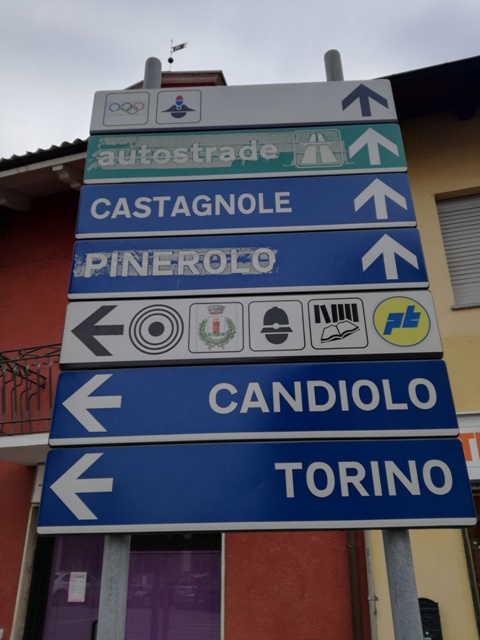 autostrade
CASTAGNOLE
PINEROLO
pt
CANDIOLO
TORINO